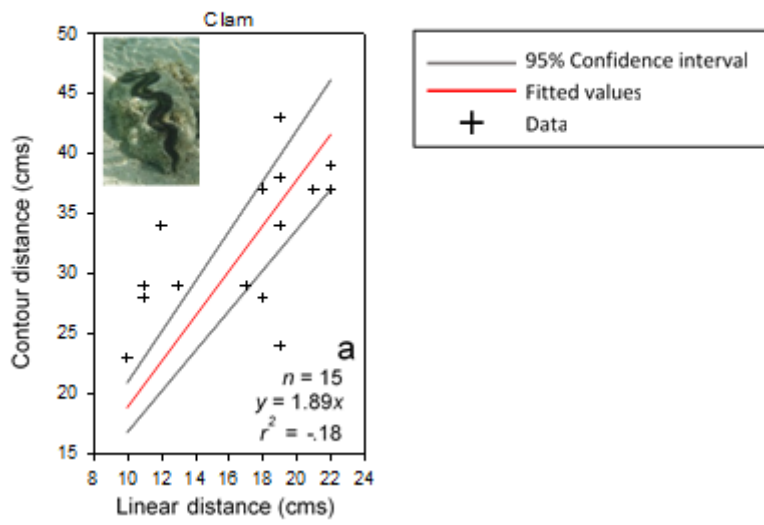 Clam
50
45
40
35
30
25
20
15
Contour distance (cms)
a
n = 15
y = 1.89x
r² = -.18
8 10 12 14 16 18 20 22 24
Linear distance (cms)
95% Confidence interval
Fitted values
Data